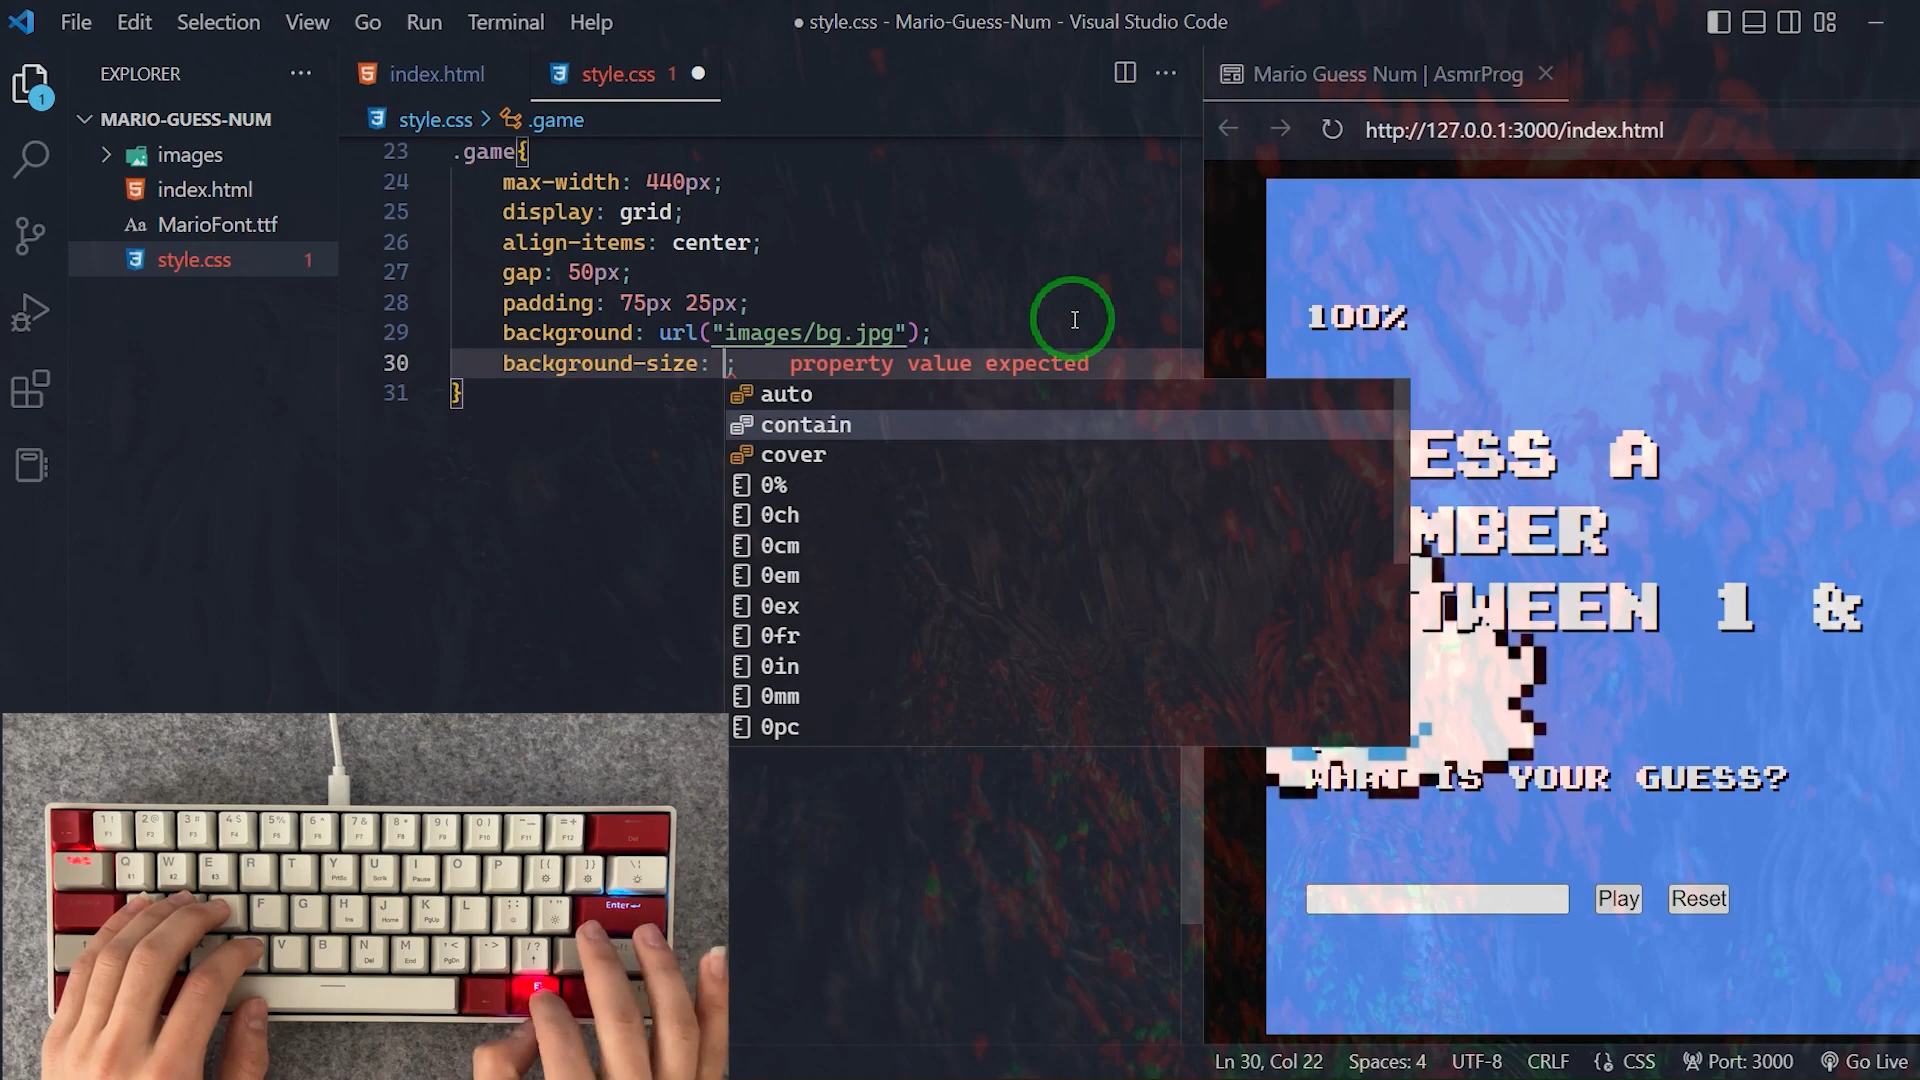 File Edit Selection View Go Run Terminal Help
● style.css - Mario-Guess-Num - Visual Studio Code
EXPLORER
1
MARIO-GUESS-NUM
images
index.html
MarioFont.ttf
style.css 1
index.html
style.css 1
style.css > .game
23 .game{
24 max-width: 440px;
25 display: grid;
26 align-items: center;
27 gap: 50px;
28 padding: 75px 25px;
29 background: url("images/bg.jpg");
30 background-size: ; property value expected
31 }
auto
contain
cover
0%
0ch
0cm
0em
0ex
0fr
0in
0mm
0pc
Mario Guess Num | AsmrProg
http://127.0.0.1:3000/index.html
100%
ESS A
MBER
TWEEN 1 &
WHAT IS YOUR GUESS?
Play Reset
Q W E R T Y U I O P
F G H J K L
V B N M
Enter
Ln 30, Col 22 Spaces: 4 UTF-8 CRLF CSS Port: 3000 Go Live